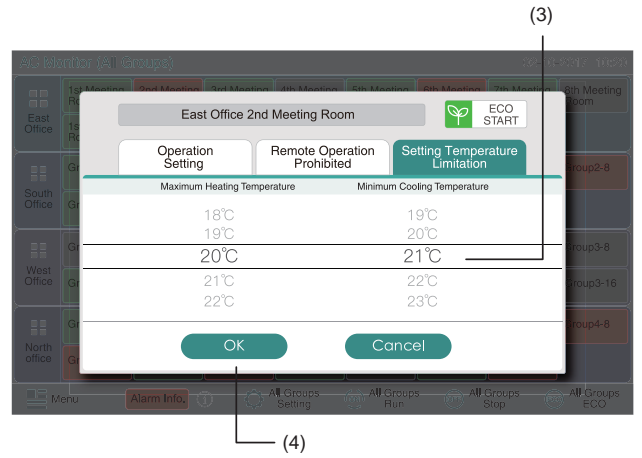 (3)
AC Monitor (All Groups)
1st Meeting
2nd Meeting
3rd Meeting
4th Meeting
5th Meeting
6th Meeting
7th Meeting
8th Meeting
Room
East
Office
East Office 2nd Meeting Room
ECO
START
Operation
Setting
Remote Operation
Prohibited
Setting Temperature
Limitation
Maximum Heating Temperature
Minimum Cooling Temperature
18℃
19℃
19℃
20℃
20℃
21℃
21℃
22℃
22℃
23℃
South
Office
Group2-8
West
Office
Group3-8
Group3-16
North
office
Group4-8
OK
Cancel
Menu
Alarm Info.
All Groups
Setting
All Groups
Run
All Groups
Stop
All Groups
ECO
(4)